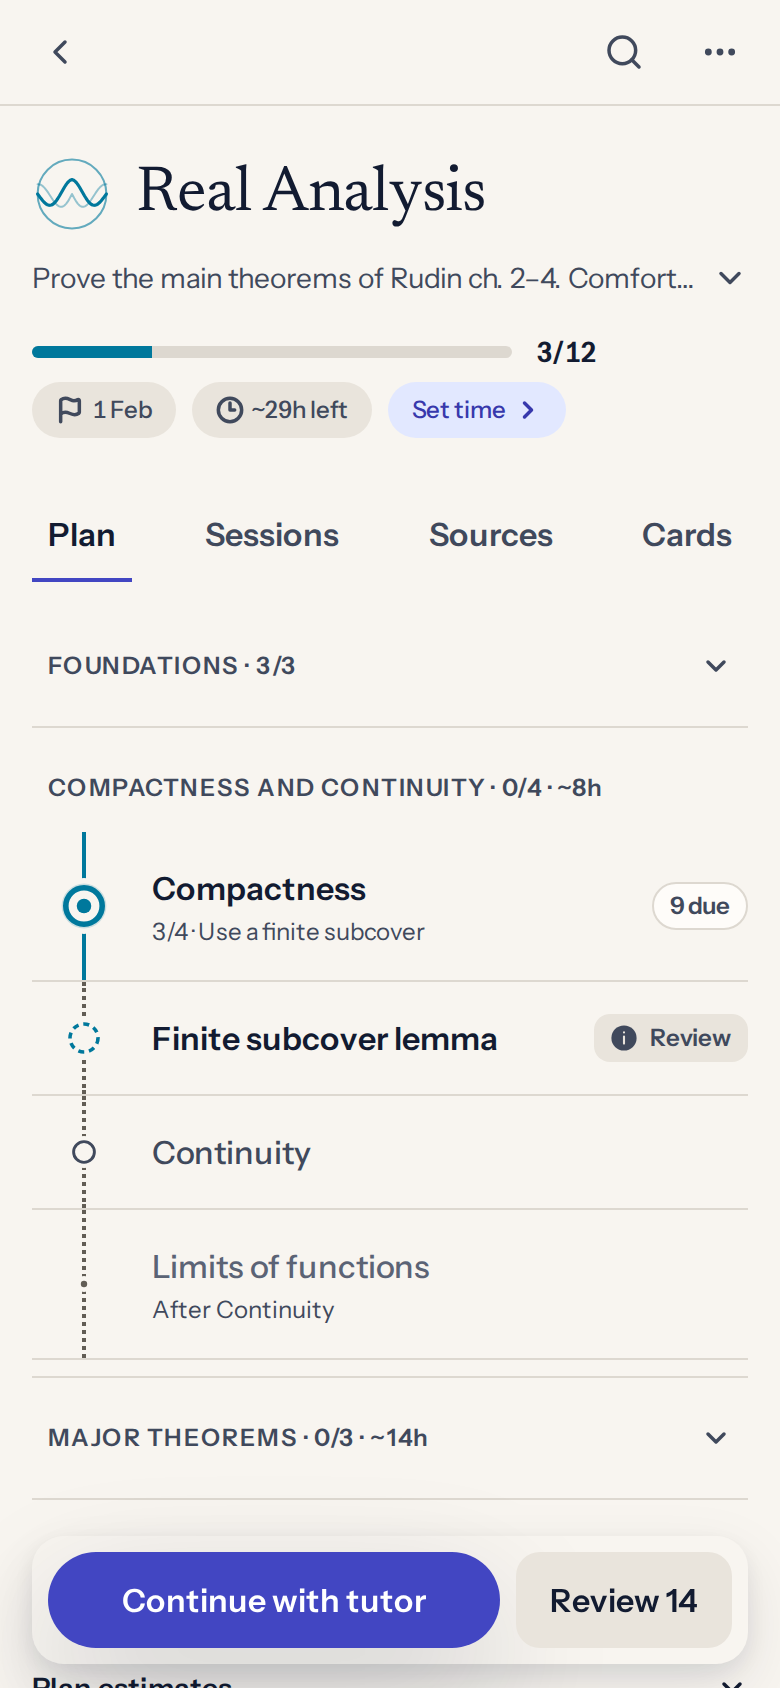 Real Analysis
Prove the main theorems of Rudin ch. 2–4. Comfort...
3/12
1 Feb
~29h left
Set time
Plan
Sessions
Sources
Cards
FOUNDATIONS · 3/3
COMPACTNESS AND CONTINUITY · 0/4 · ~8h
Compactness
9 due
3/4 · Use a finite subcover
Finite subcover lemma
Review
Continuity
Limits of functions
After Continuity
MAJOR THEOREMS · 0/3 · ~14h
Continue with tutor
Review 14
Plan estimates